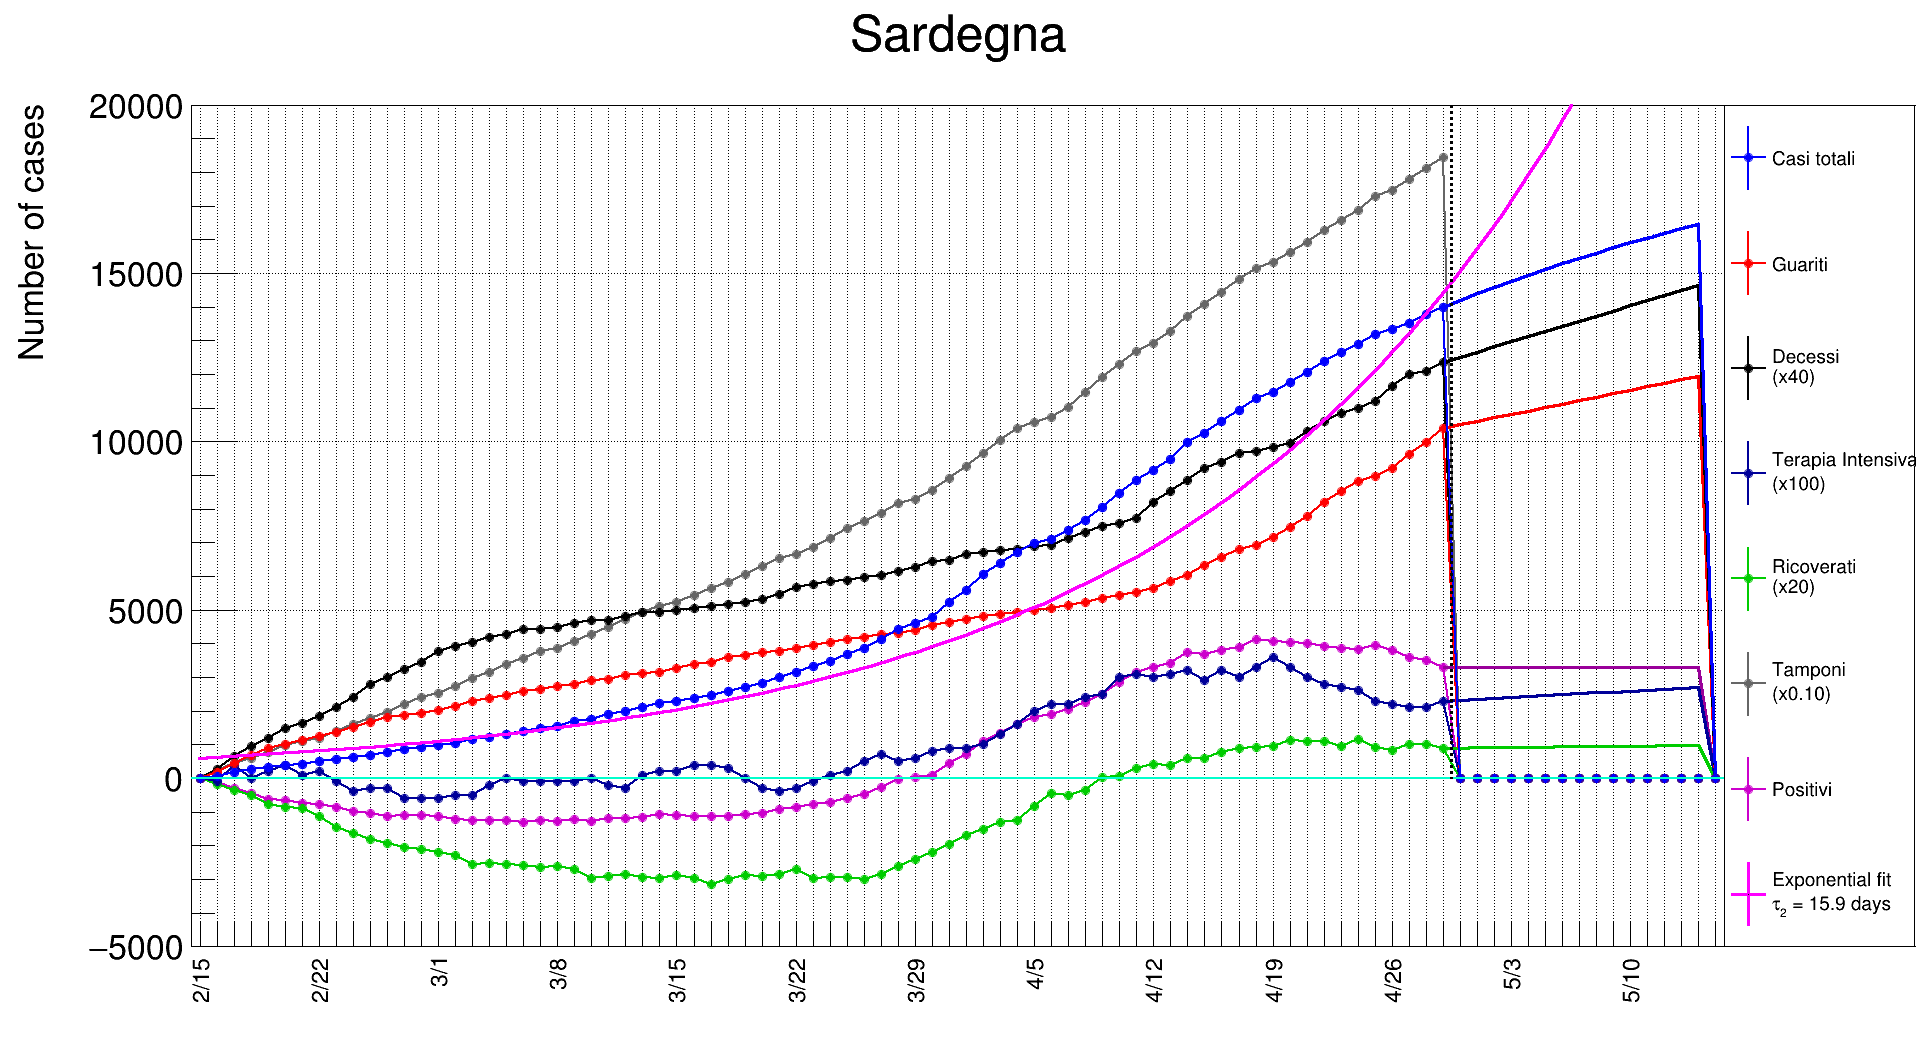 Sardegna
Number of cases
20000
15000
10000
5000
0
−5000
2/15
2/22
3/1
3/8
3/15
3/22
3/29
4/5
4/12
4/19
4/26
5/3
5/10
Casi totali
Guariti
Decessi
(x40)
Terapia Intensiva
(x100)
Ricoverati
(x20)
Tamponi
(x0.10)
Positivi
Exponential fit
τ2 = 15.9 days